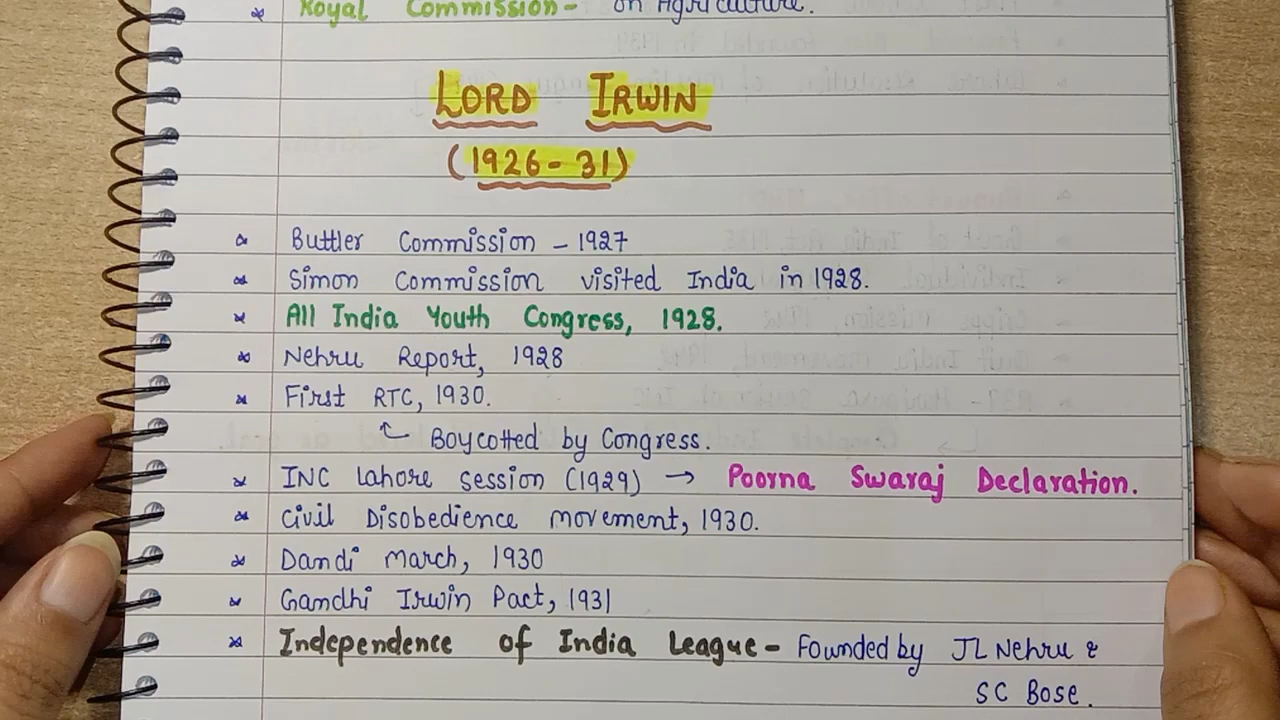 Royal Commission - on Agriculture.
LORD IRWIN
(1926-31)
Buttler Commission - 1927
Simon Commission visited India in 1928.
All India Youth Congress, 1928.
Nehru Report, 1928
First RTC, 1930.
Boycotted by Congress.
INC Lahore session (1929) → Poorna Swaraj Declaration.
Civil Disobedience movement, 1930.
Dandi march, 1930
Gandhi Irwin Pact, 1931
Independence of India League - Founded by JL Nehru &
SC Bose.